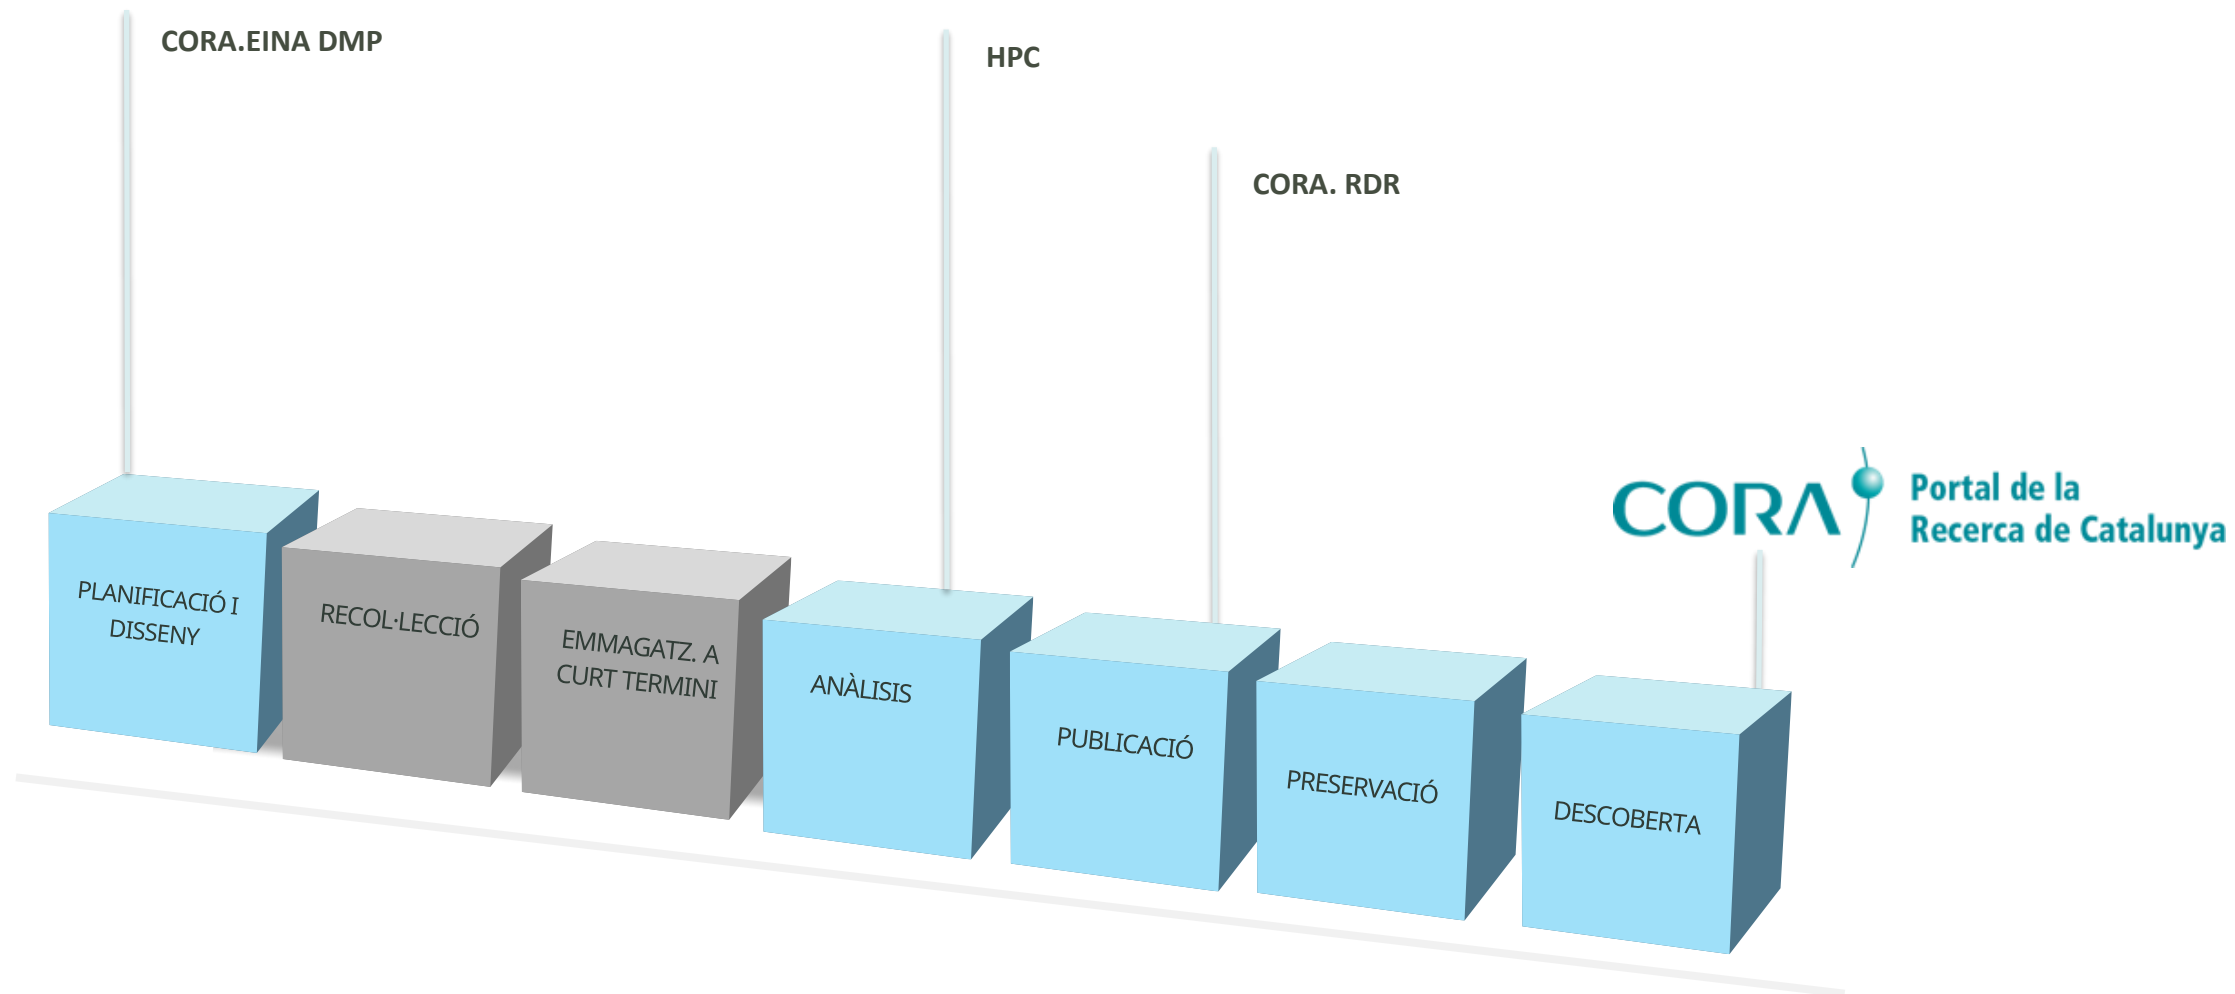 CORA.EINA DMP
HPC
CORA. RDR
CORA
Portal de la
Recerca de Catalunya
PLANIFICACIÓ I
DISSENY
RECOL·LECCIÓ
EMMAGATZ. A
CURT TERMINI
ANÀLISIS
PUBLICACIÓ
PRESERVACIÓ
DESCOBERTA